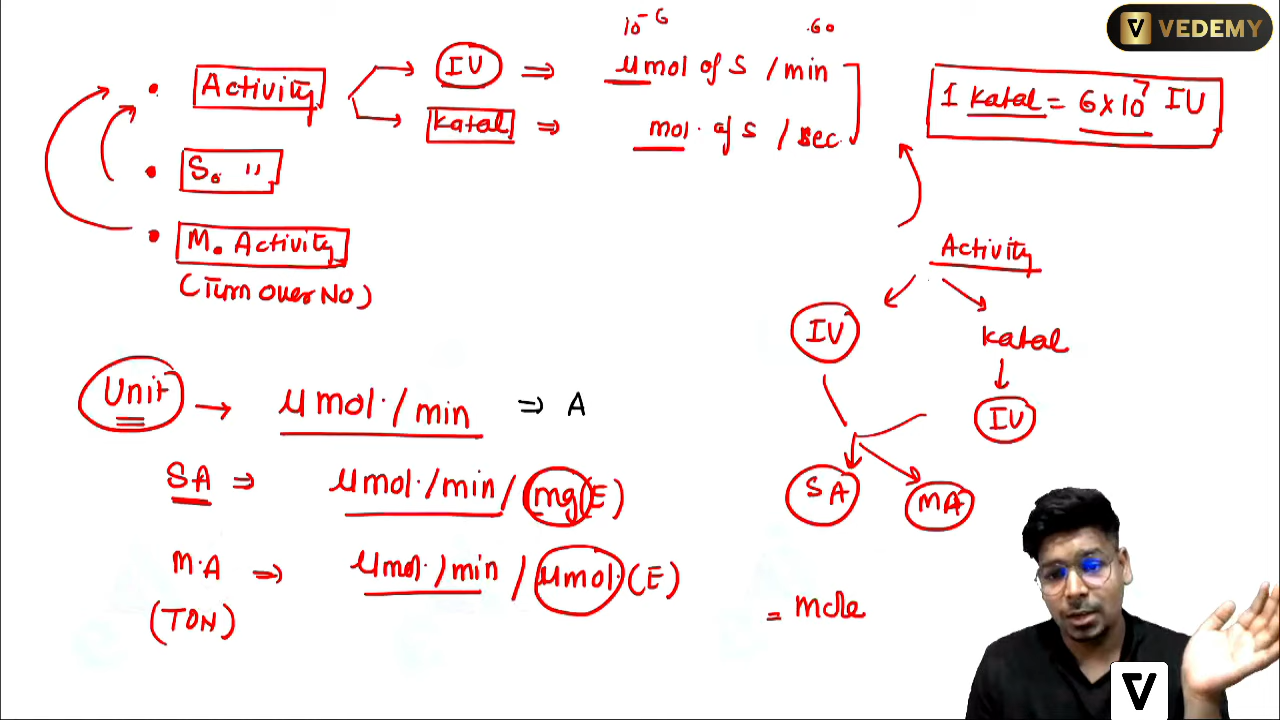 VEDEMY
10⁻⁶ .60
• Activity → IU ⇒ μmol of S / min
→ Katal ⇒ mol. of S / sec.
1 Katal = 6×10⁷ IU
• S. "
• M. Activity
(Turn Over No)
Activity
IU Katal
IU
SA MA
Unit → μmol./min ⇒ A
SA ⇒ μmol./min/mg(E)
M.A ⇒ μmol./min/μmol.(E)
(TON)
= mole